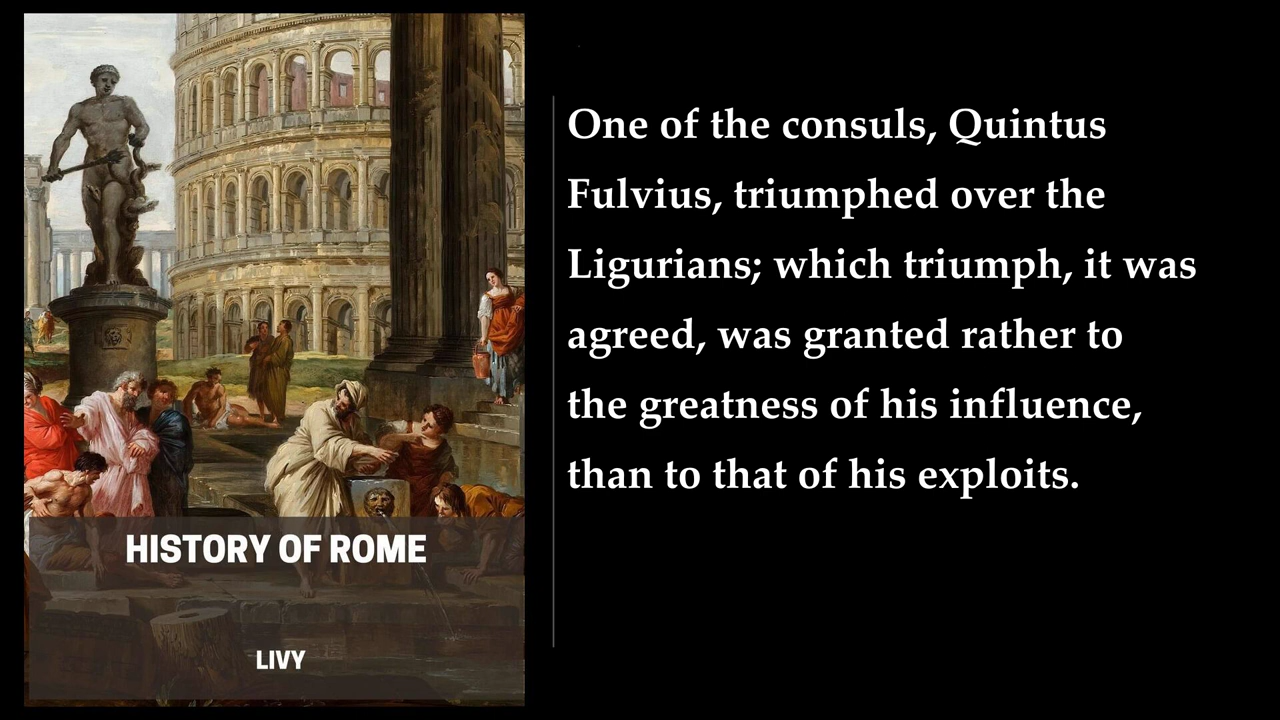 One of the consuls, Quintus
Fulvius, triumphed over the
Ligurians; which triumph, it was
agreed, was granted rather to
the greatness of his influence,
than to that of his exploits.
HISTORY OF ROME
LIVY